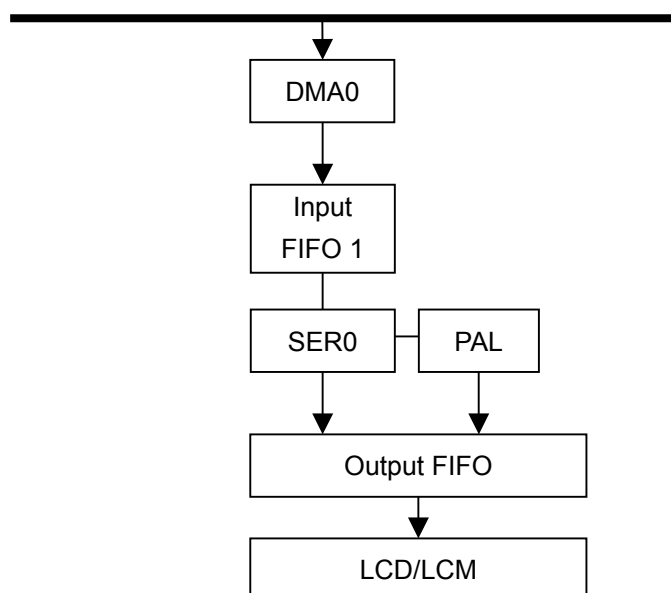 DMA0
Input
FIFO 1
SER0
PAL
Output FIFO
LCD/LCM